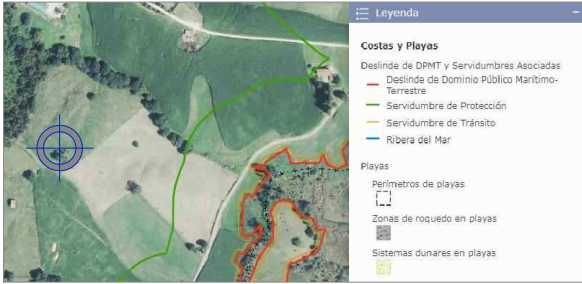 Leyenda
Costas y Playas
Deslinde de DPMT y Servidumbres Asociadas
Deslinde de Dominio Público Marítimo-
Terrestre
Servidumbre de Protección
Servidumbre de Tránsito
Ribera del Mar
Playas
Perímetros de playas
Zonas de roquedo en playas
Sistemas dunares en playas